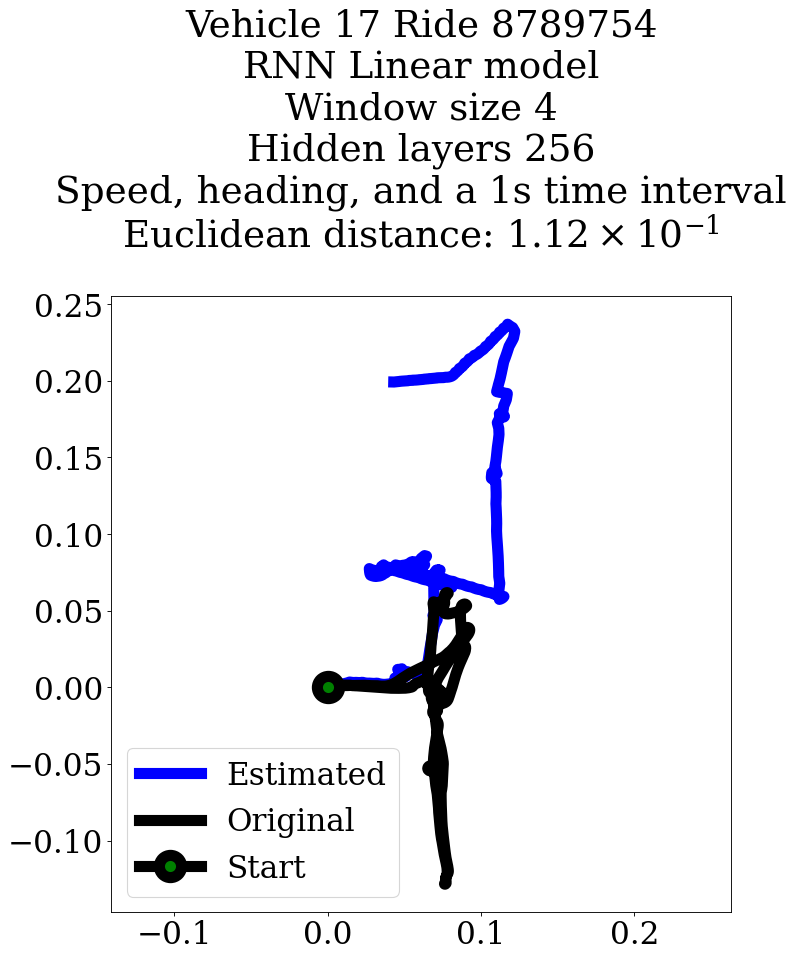 Vehicle 17 Ride 8789754
RNN Linear model
Window size 4
Hidden layers 256
Speed, heading, and a 1s time interval
Euclidean distance: 1.12 × 10⁻¹
0.25
0.20
0.15
0.10
0.05
0.00
−0.05
−0.10
Estimated
Original
Start
−0.1
0.0
0.1
0.2